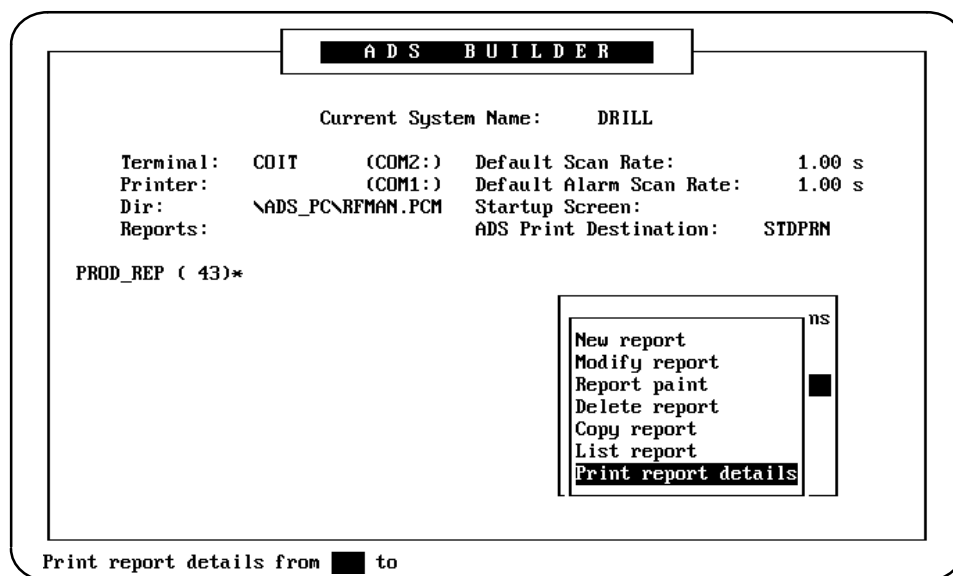 ADS BUILDER
Current System Name: DRILL
Terminal: COIT (COM2:) Default Scan Rate: 1.00 s
Printer: (COM1:) Default Alarm Scan Rate: 1.00 s
Dir: \ADS_PC\RFMAN.PCM Startup Screen:
Reports: ADS Print Destination: STDPRN
PROD_REP ( 43)*
ns
New report
Modify report
Report paint
Delete report
Copy report
List report
Print report details
Print report details from to